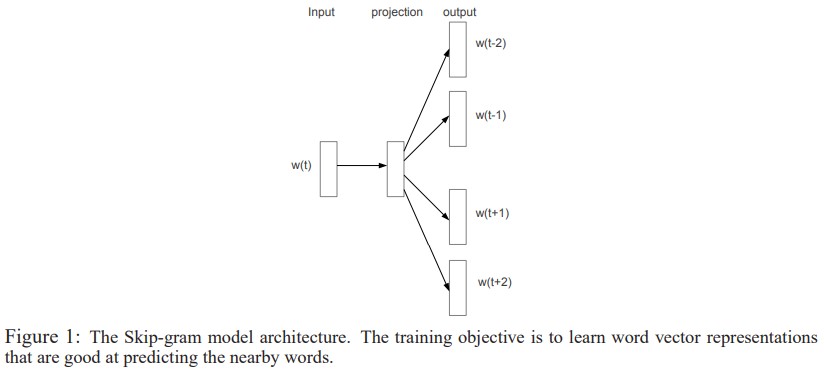 Input projection output
w(t-2)
w(t-1)
w(t)
w(t+1)
w(t+2)
Figure 1: The Skip-gram model architecture. The training objective is to learn word vector representations
that are good at predicting the nearby words.